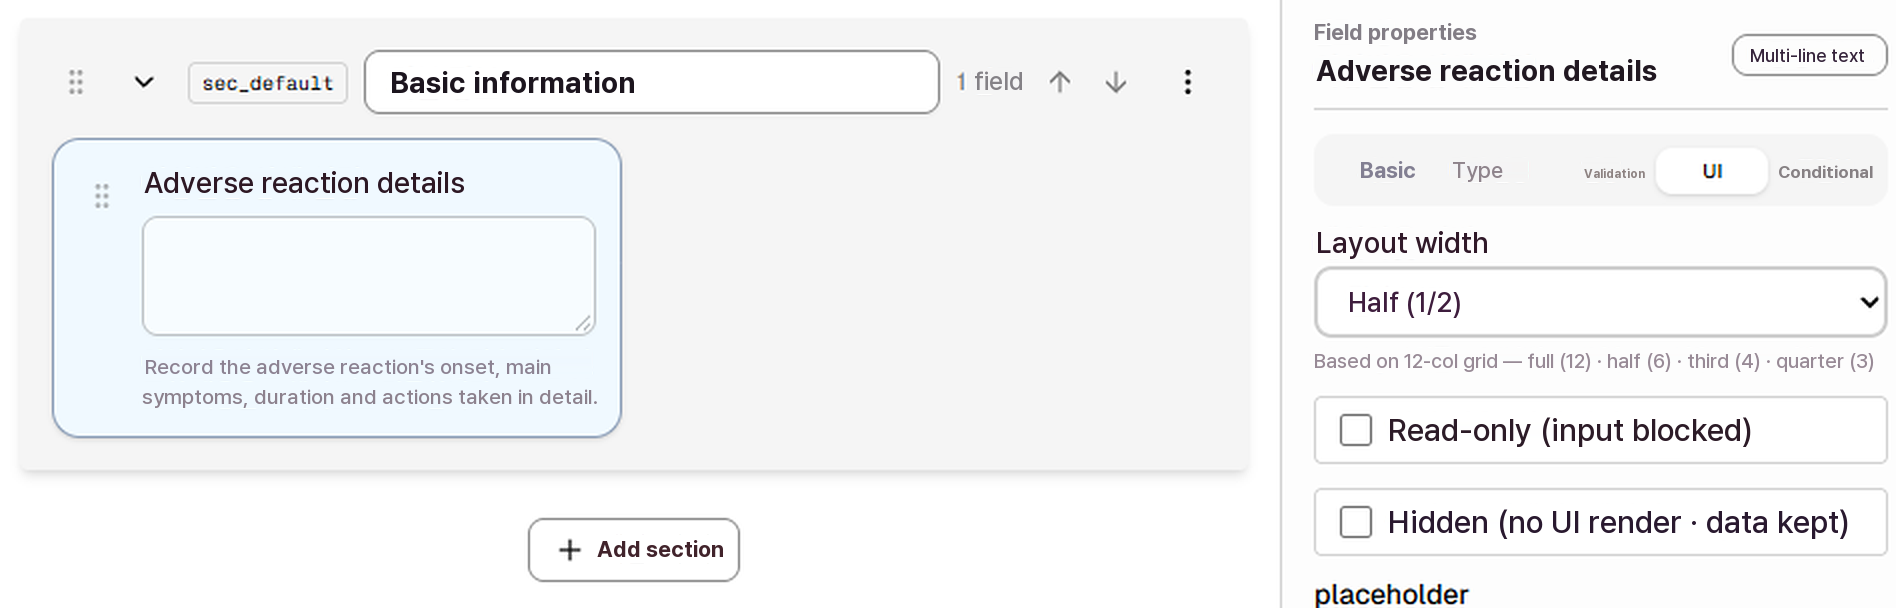 sec_default
Basic information
1 field
Adverse reaction details
Record the adverse reaction's onset, main
symptoms, duration and actions taken in detail.
Add section
Field properties
Adverse reaction details
Multi-line text
Basic
Type
Validation
UI
Conditional
Layout width
Half (1/2)
Based on 12-col grid — full (12) · half (6) · third (4) · quarter (3)
Read-only (input blocked)
Hidden (no UI render · data kept)
placeholder